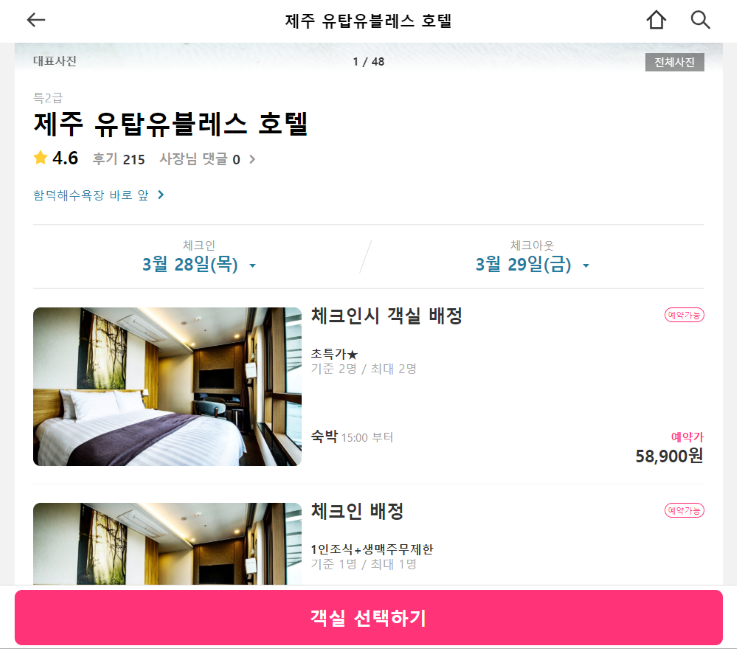 제주 유탑유블레스 호텔
대표사진
1 / 48
전체사진
특2급
제주 유탑유블레스 호텔
4.6 후기 215 사장님 댓글 0 >
함덕해수욕장 바로 앞 >
체크인
3월 28일(목)
체크아웃
3월 29일(금)
체크인시 객실 배정
예약가능
초특가★
기준 2명 / 최대 2명
숙박 15:00 부터
예약가
58,900원
체크인 배정
예약가능
1인조식+생맥주무제한
기준 1명 / 최대 1명
객실 선택하기